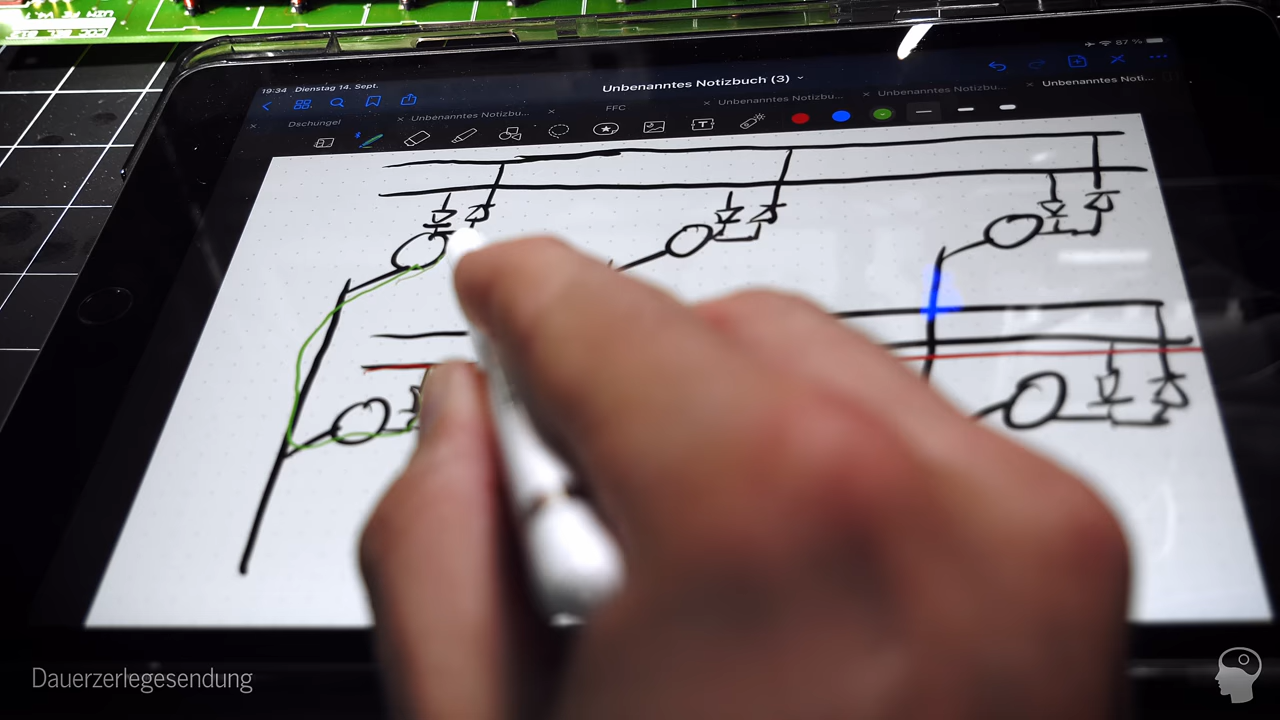 19:34 Dienstag 14. Sept.
Unbenanntes Notizbuch (3)
87 %
Dschungel
Unbenanntes Notizbu...
FFC
Unbenanntes Notizbu...
Unbenanntes Notizbu...
Unbenanntes Noti...
Dauerzerlegesendung